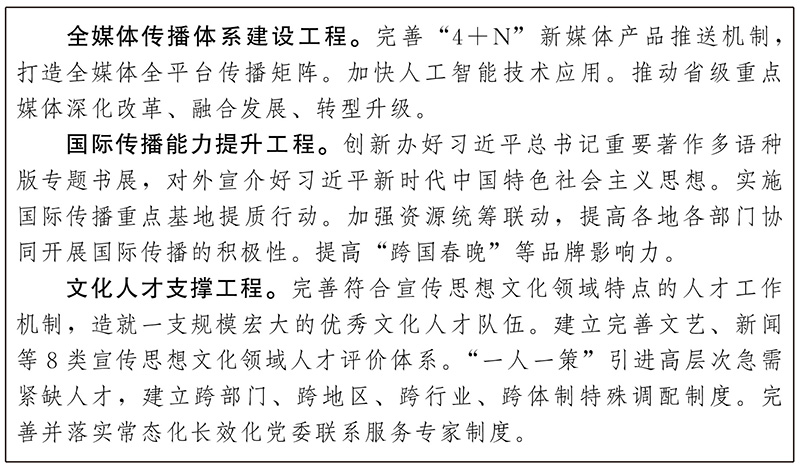 全媒体传播体系建设工程。完善“4＋N”新媒体产品推送机制，
打造全媒体全平台传播矩阵。加快人工智能技术应用。推动省级重点
媒体深化改革、融合发展、转型升级。
国际传播能力提升工程。创新办好习近平总书记重要著作多语种
版专题书展，对外宣介好习近平新时代中国特色社会主义思想。实施
国际传播重点基地提质行动。加强资源统筹联动，提高各地各部门协
同开展国际传播的积极性。提高“跨国春晚”等品牌影响力。
文化人才支撑工程。完善符合宣传思想文化领域特点的人才工作
机制，造就一支规模宏大的优秀文化人才队伍。建立完善文艺、新闻
等 8 类宣传思想文化领域人才评价体系。“一人一策”引进高层次急需
紧缺人才，建立跨部门、跨地区、跨行业、跨体制特殊调配制度。完
善并落实常态化长效化党委联系服务专家制度。